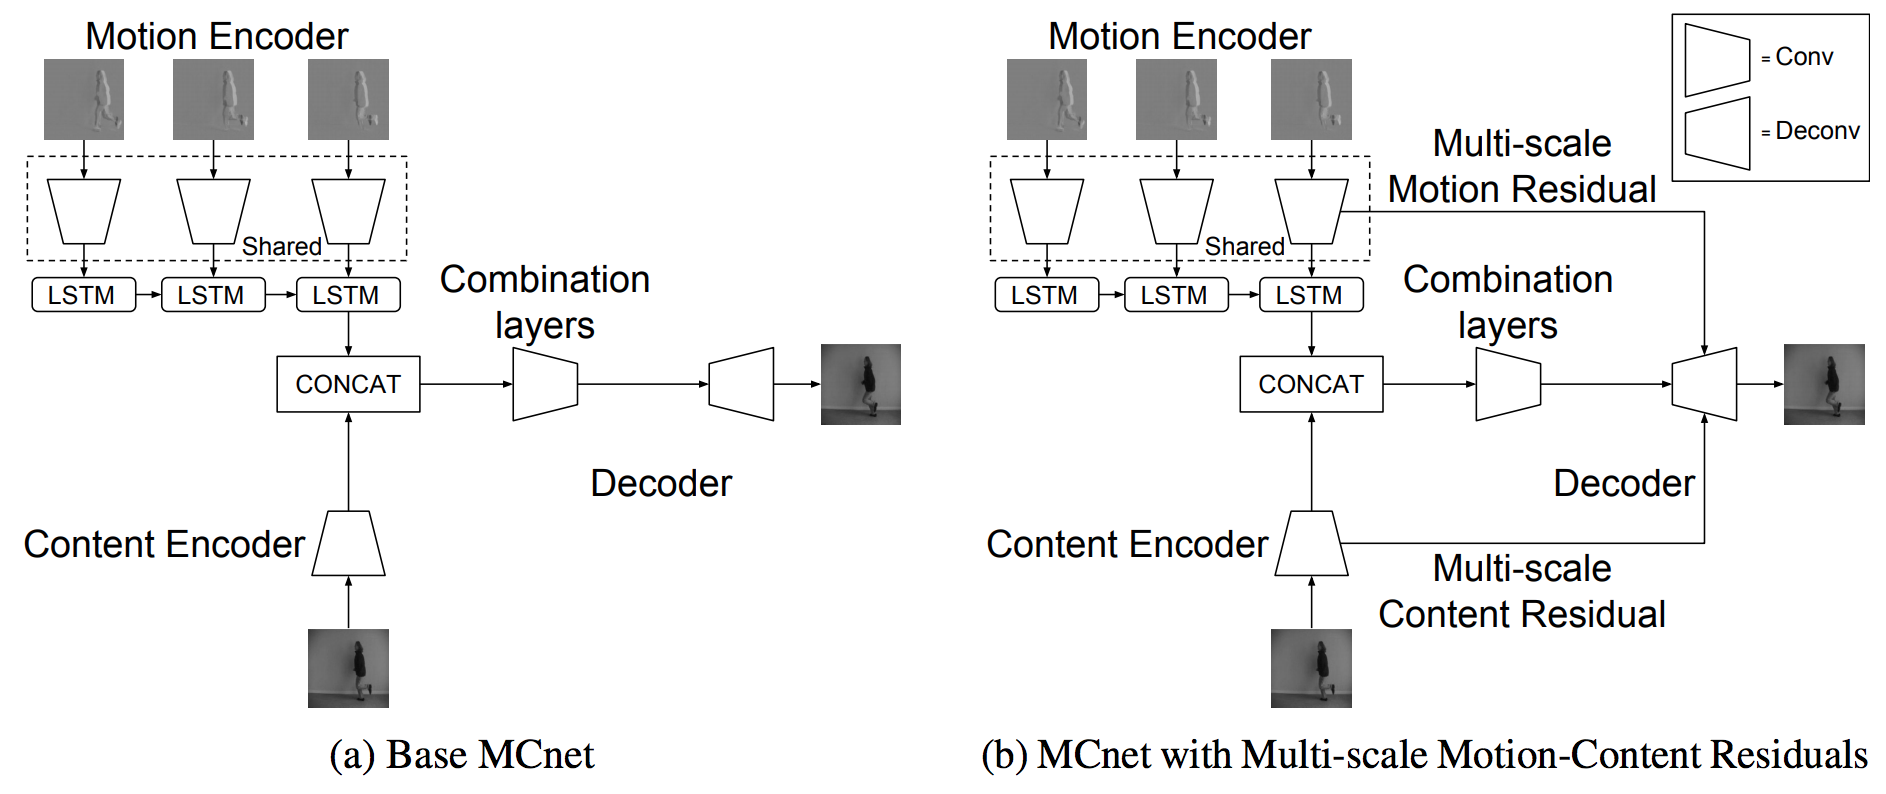 Motion Encoder
Shared
LSTM LSTM LSTM
Combination
layers
CONCAT
Decoder
Content Encoder
(a) Base MCnet
Motion Encoder
= Conv
= Deconv
Multi-scale
Motion Residual
Shared
LSTM LSTM LSTM
Combination
layers
CONCAT
Decoder
Content Encoder
Multi-scale
Content Residual
(b) MCnet with Multi-scale Motion-Content Residuals